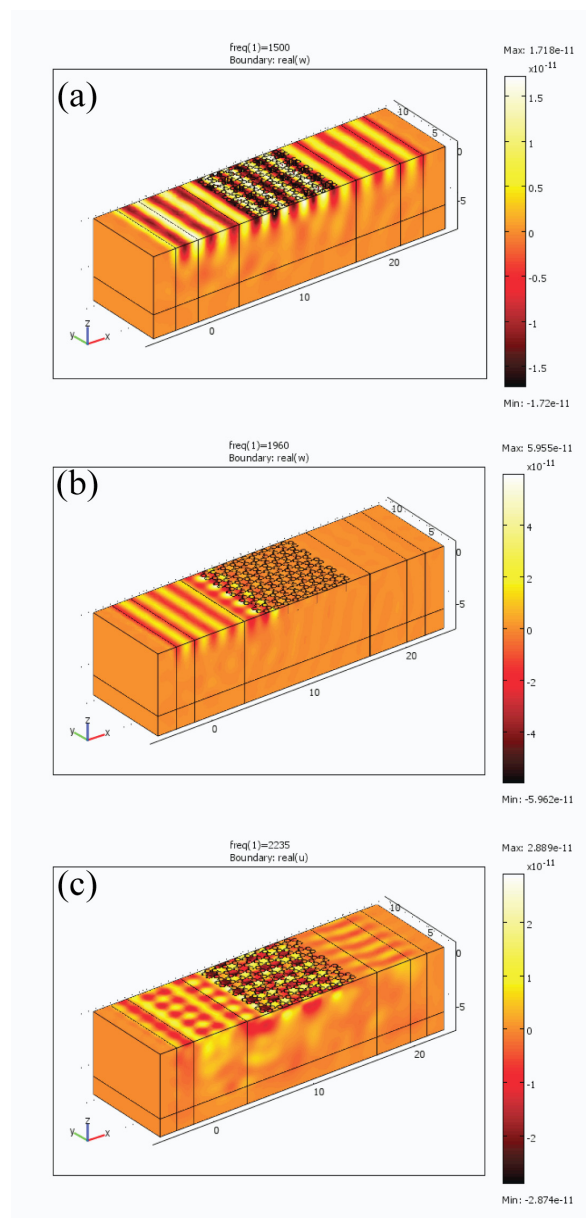 freq(1)=1500
Boundary: real(w)
Max: 1.718e-11
x10⁻¹¹
(a)
10
5
0
-5
20
10
0
z
y
x
1.5
1
0.5
0
-0.5
-1
-1.5
Min: -1.72e-11
freq(1)=1960
Boundary: real(w)
Max: 5.955e-11
x10⁻¹¹
(b)
10
5
0
-5
20
10
0
z
y
x
4
2
0
-2
-4
Min: -5.962e-11
freq(1)=2235
Boundary: real(u)
Max: 2.889e-11
x10⁻¹¹
(c)
10
5
0
-5
20
10
0
z
y
x
2
1
0
-1
-2
Min: -2.874e-11